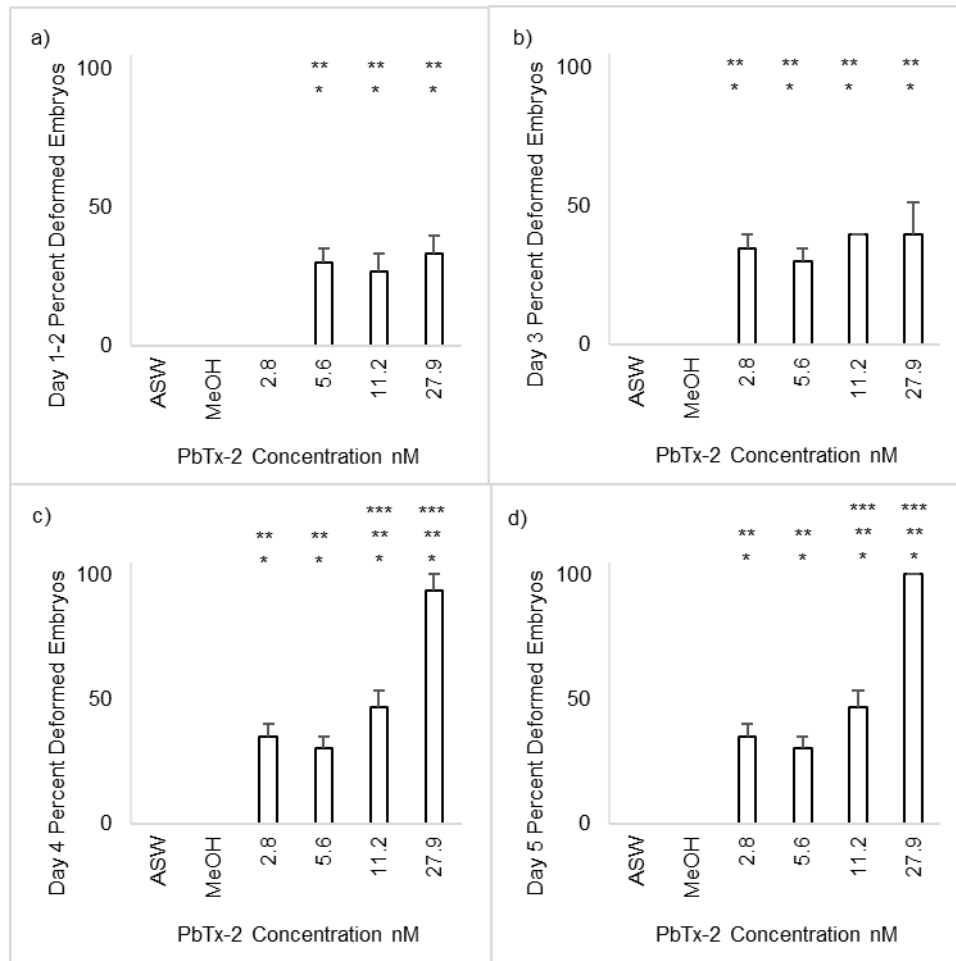 a)
** ** **
* * *
100
50
0
Day 1-2 Percent Deformed Embryos
ASW MeOH 2.8 5.6 11.2 27.9
PbTx-2 Concentration nM
b)
** ** ** **
* * * *
100
50
0
Day 3 Percent Deformed Embryos
ASW MeOH 2.8 5.6 11.2 27.9
PbTx-2 Concentration nM
c)
*** ***
** ** ** **
* * * *
100
50
0
Day 4 Percent Deformed Embryos
ASW MeOH 2.8 5.6 11.2 27.9
PbTx-2 Concentration nM
d)
*** ***
** ** ** **
* * * *
100
50
0
Day 5 Percent Deformed Embryos
ASW MeOH 2.8 5.6 11.2 27.9
PbTx-2 Concentration nM